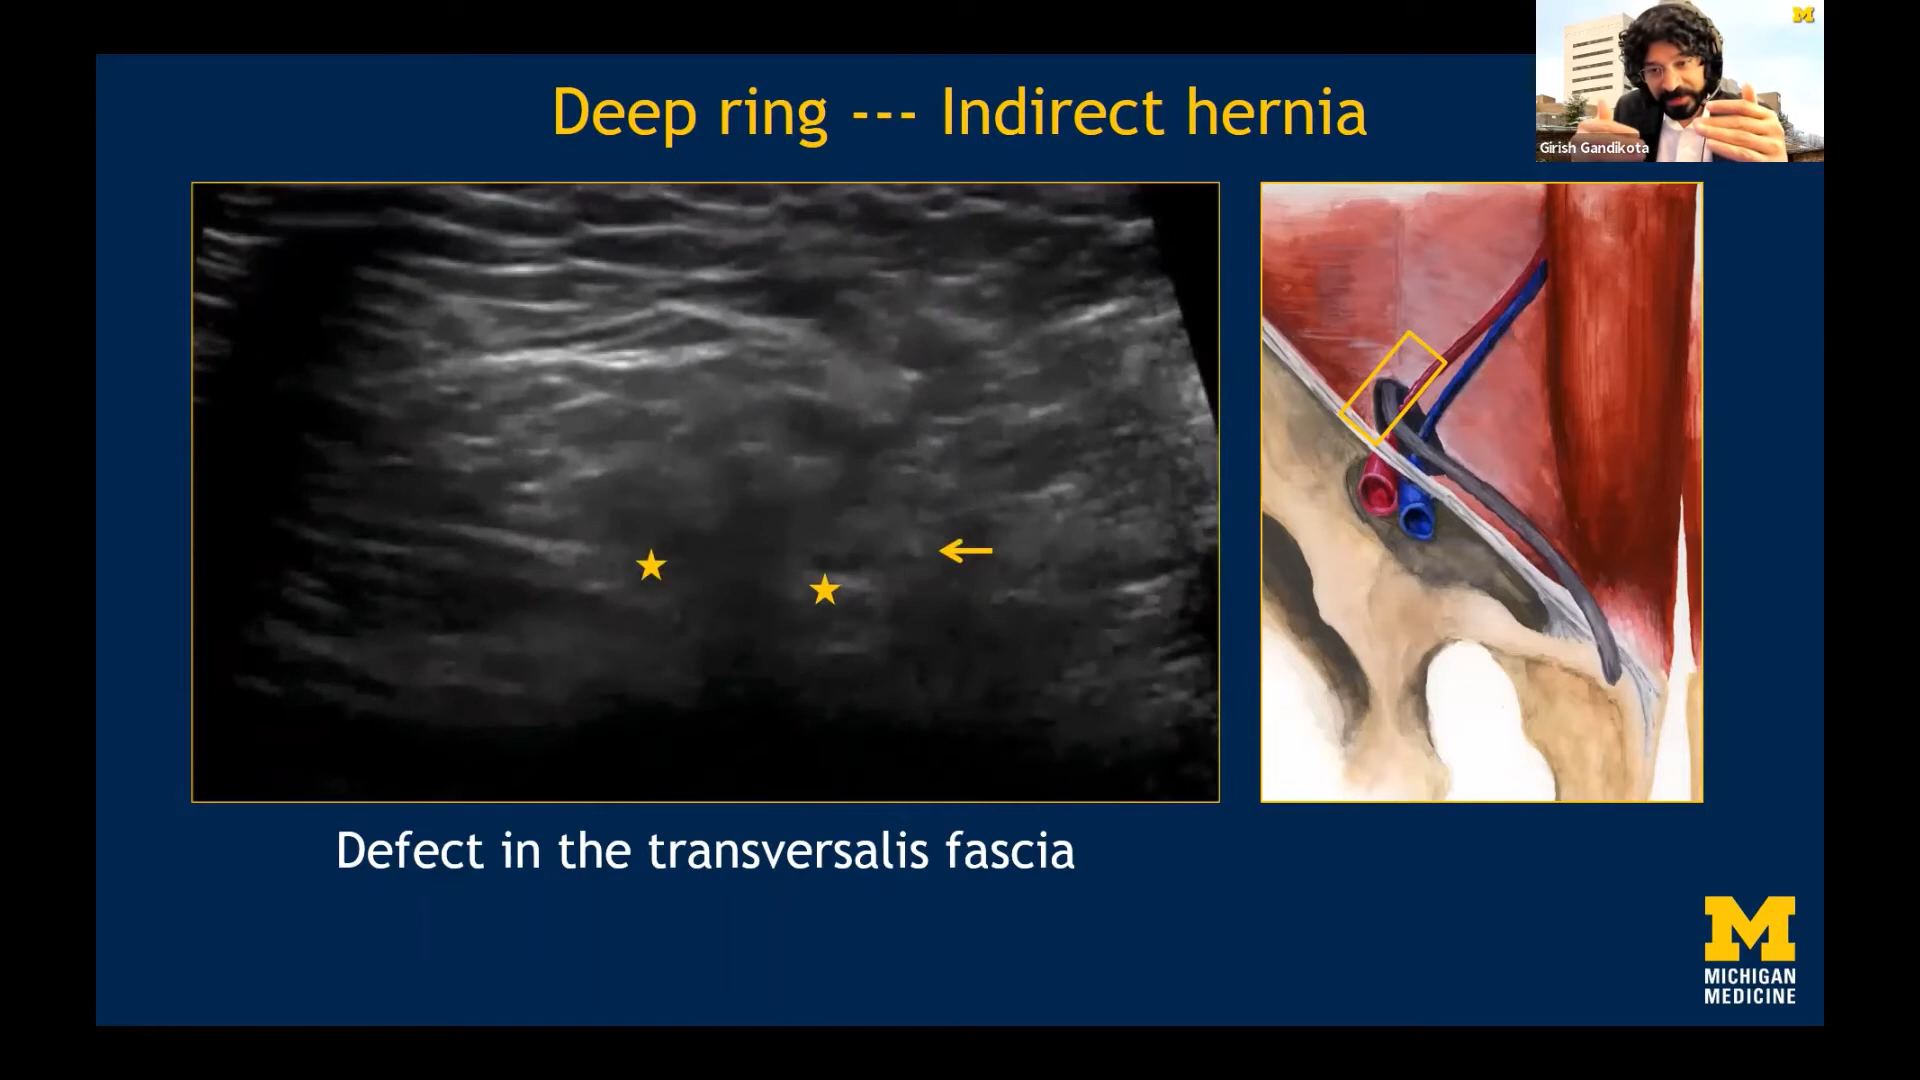 Deep ring --- Indirect hernia
M
Girish Gandikota
Defect in the transversalis fascia
M
MICHIGAN
MEDICINE